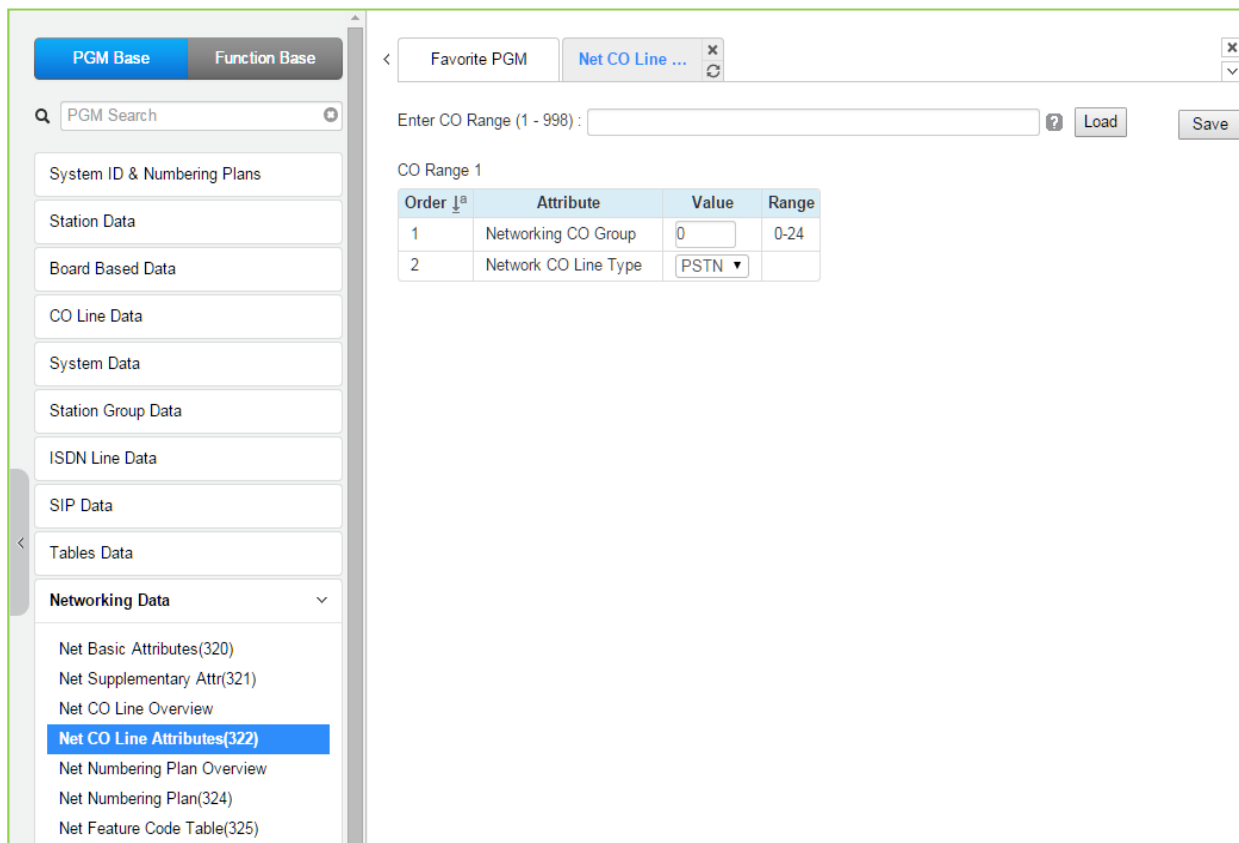 PGM Base Function Base
PGM Search
System ID & Numbering Plans
Station Data
Board Based Data
CO Line Data
System Data
Station Group Data
ISDN Line Data
SIP Data
Tables Data
Networking Data
Net Basic Attributes(320)
Net Supplementary Attr(321)
Net CO Line Overview
Net CO Line Attributes(322)
Net Numbering Plan Overview
Net Numbering Plan(324)
Net Feature Code Table(325)
Favorite PGM Net CO Line ...
Enter CO Range (1 - 998) : Load Save
CO Range 1
Order Attribute Value Range
1 Networking CO Group 0 0-24
2 Network CO Line Type PSTN